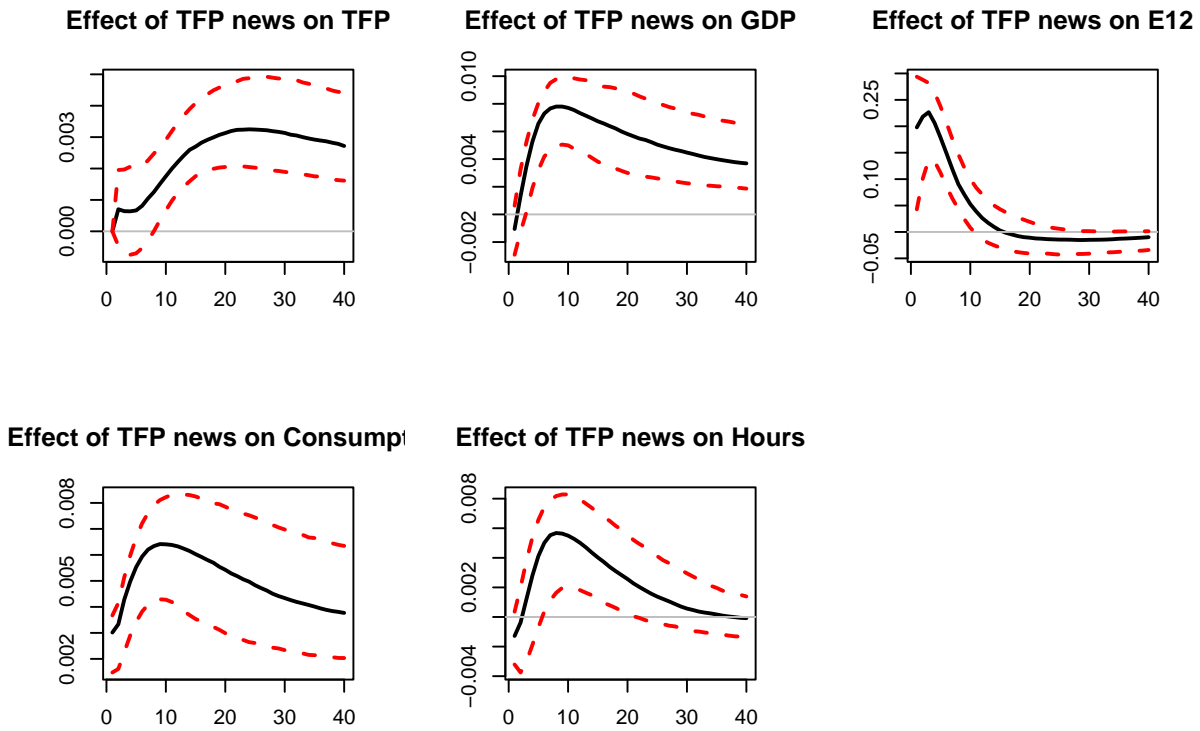 Effect of TFP news on TFP
0.003
0.000
0 10 20 30 40
Effect of TFP news on GDP
0.010
0.004
−0.002
0 10 20 30 40
Effect of TFP news on E12
0.25
0.10
−0.05
0 10 20 30 40
Effect of TFP news on Consumpt
0.008
0.005
0.002
0 10 20 30 40
Effect of TFP news on Hours
0.008
0.002
−0.004
0 10 20 30 40